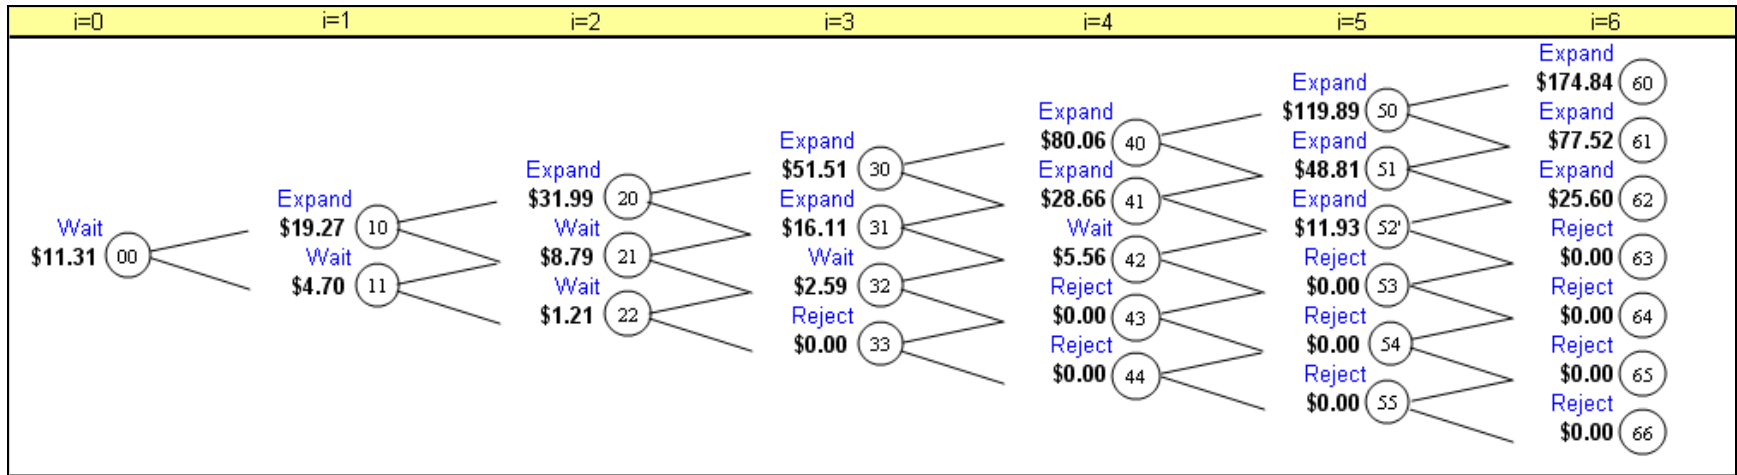 i=0 i=1 i=2 i=3 i=4 i=5 i=6
Wait
$11.31 00
Expand
$19.27 10
Wait
$4.70 11
Expand
$31.99 20
Wait
$8.79 21
Wait
$1.21 22
Expand
$51.51 30
Expand
$16.11 31
Wait
$2.59 32
Reject
$0.00 33
Expand
$80.06 40
Expand
$28.66 41
Wait
$5.56 42
Reject
$0.00 43
Reject
$0.00 44
Expand
$119.89 50
Expand
$48.81 51
Expand
$11.93 52'
Reject
$0.00 53
Reject
$0.00 54
Reject
$0.00 55
Expand
$174.84 60
Expand
$77.52 61
Expand
$25.60 62
Reject
$0.00 63
Reject
$0.00 64
Reject
$0.00 65
Reject
$0.00 66